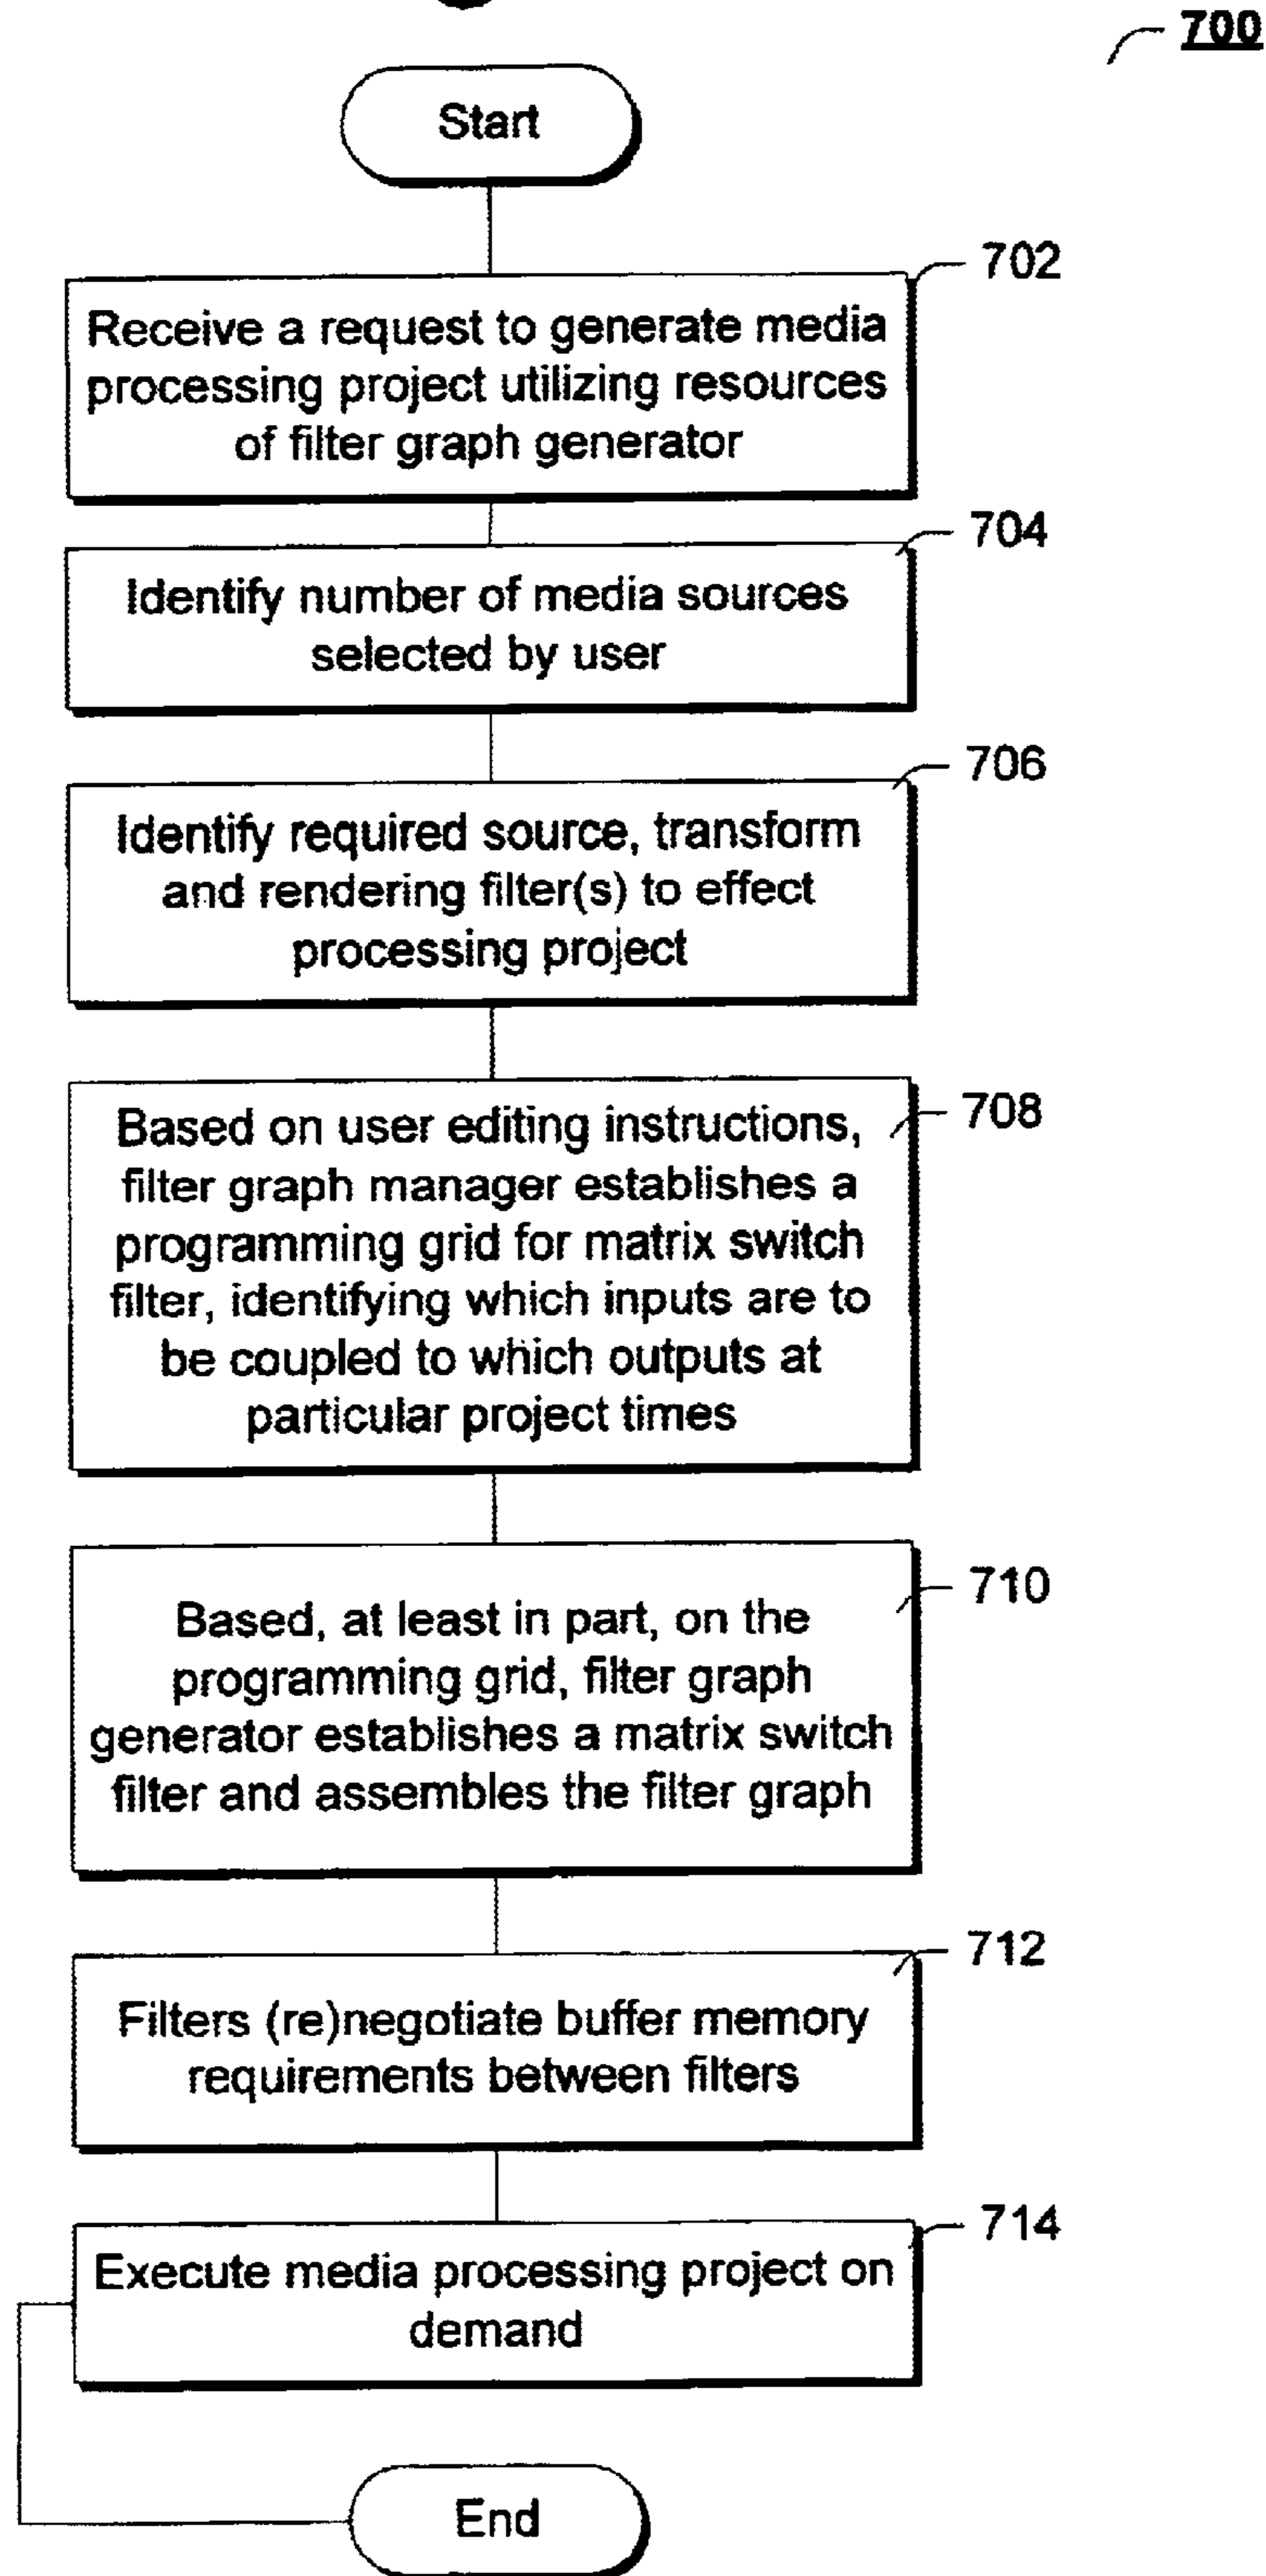 700
Start
702
Receive a request to generate media
processing project utilizing resources
of filter graph generator
704
Identify number of media sources
selected by user
706
Identify required source, transform
and rendering filter(s) to effect
processing project
708
Based on user editing instructions,
filter graph manager establishes a
programming grid for matrix switch
filter, identifying which inputs are to
be coupled to which outputs at
particular project times
710
Based, at least in part, on the
programming grid, filter graph
generator establishes a matrix switch
filter and assembles the filter graph
712
Filters (re)negotiate buffer memory
requirements between filters
714
Execute media processing project on
demand
End